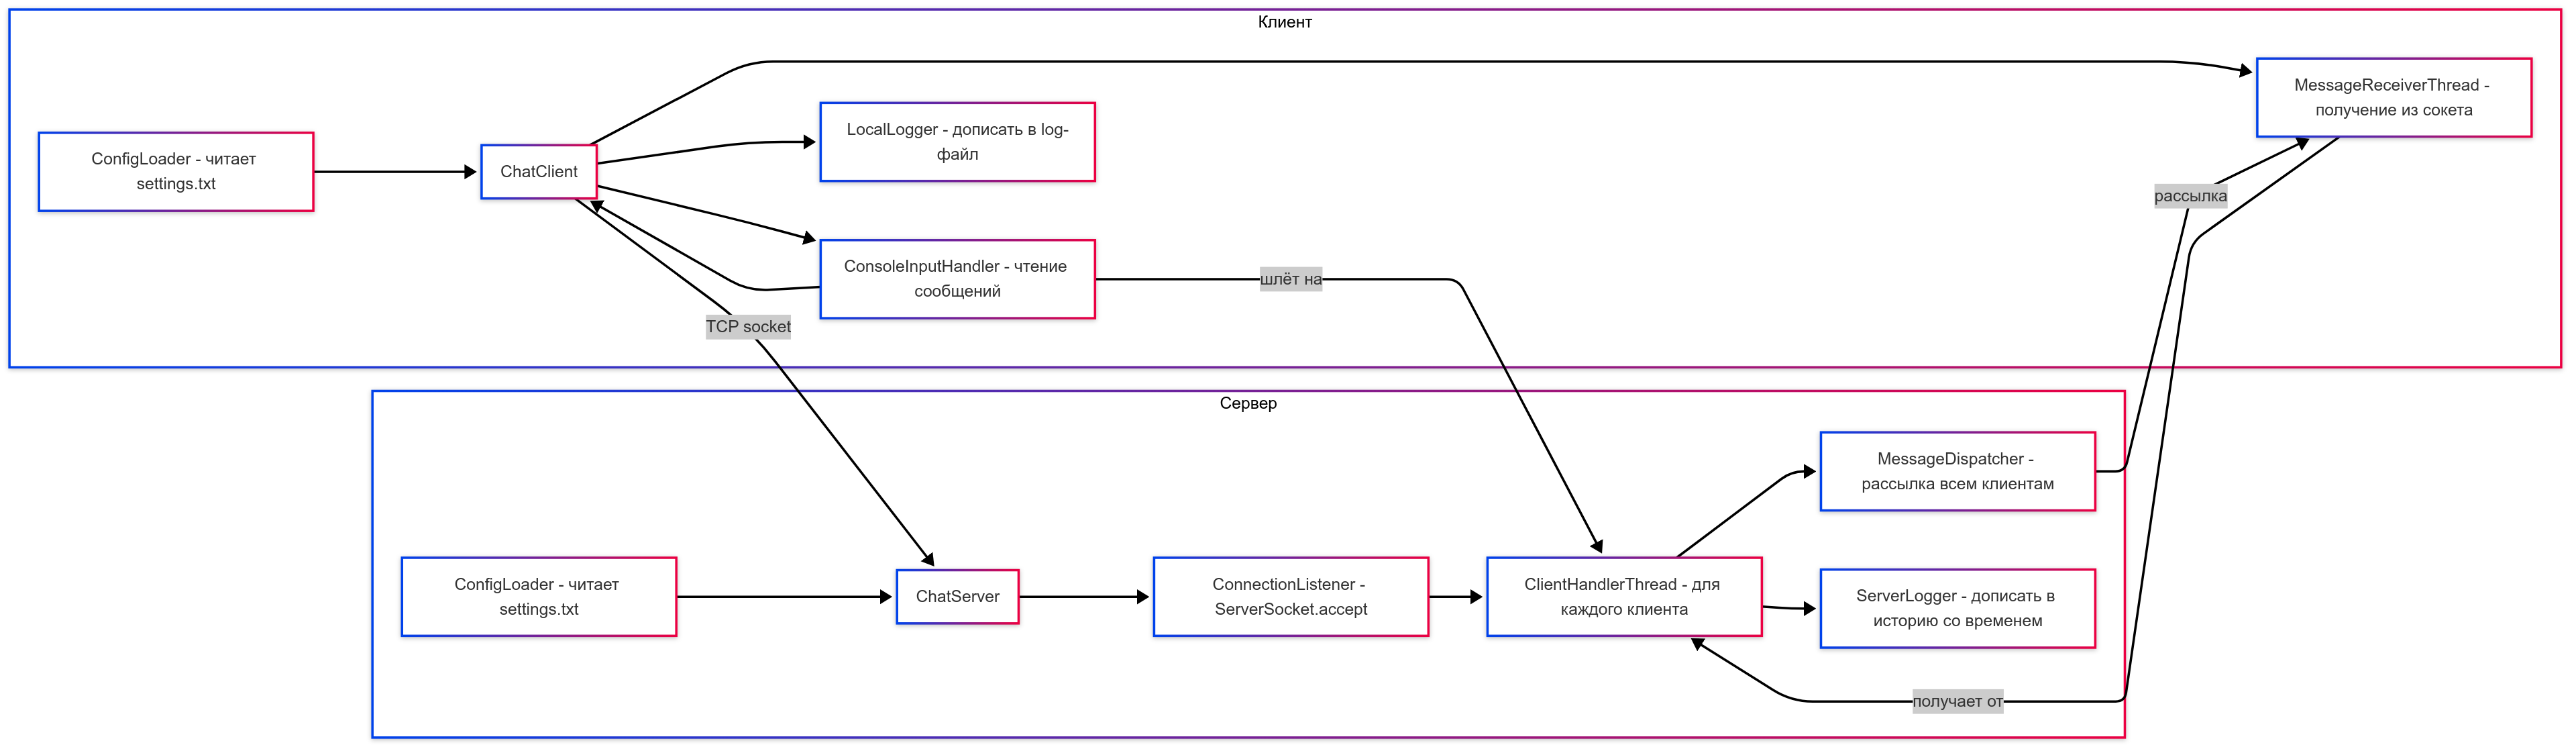 Клиент
ConfigLoader - читает
settings.txt
ChatClient
LocalLogger - дописать в log-
файл
ConsoleInputHandler - чтение
сообщений
MessageReceiverThread -
получение из сокета
рассылка
шлёт на
TCP socket
Сервер
ConfigLoader - читает
settings.txt
ChatServer
ConnectionListener -
ServerSocket.accept
ClientHandlerThread - для
каждого клиента
MessageDispatcher -
рассылка всем клиентам
ServerLogger - дописать в
историю со временем
получает от